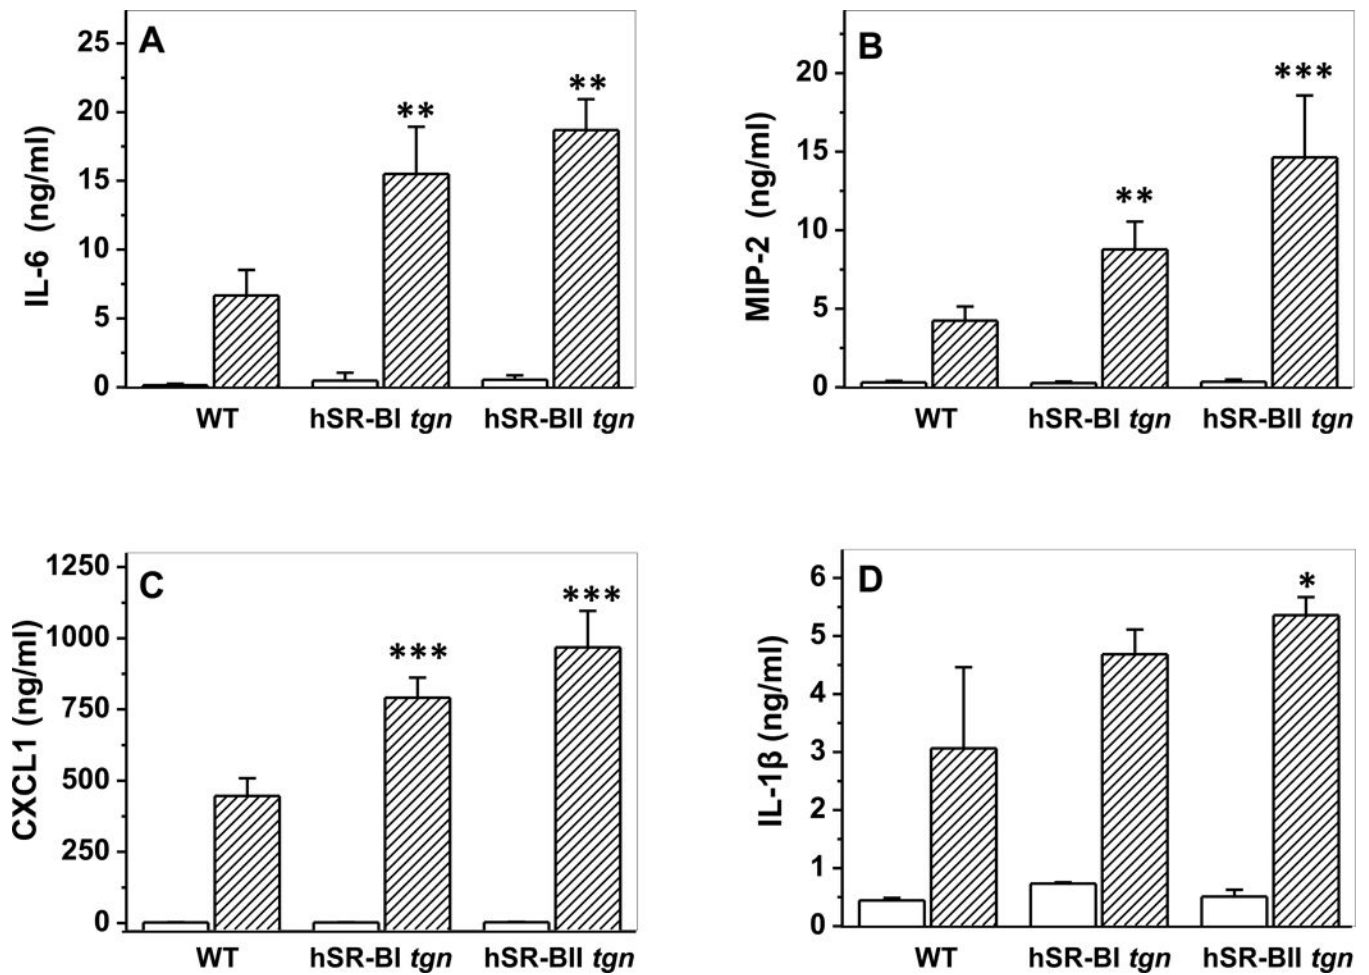 A
IL-6 (ng/ml)
25
20
15
10
5
0
**
**
WT
hSR-BI tgn
hSR-BII tgn
B
MIP-2 (ng/ml)
20
15
10
5
0
**
***
WT
hSR-BI tgn
hSR-BII tgn
C
CXCL1 (ng/ml)
1250
1000
750
500
250
0
***
***
WT
hSR-BI tgn
hSR-BII tgn
D
IL-1β (ng/ml)
6
5
4
3
2
1
0
*
WT
hSR-BI tgn
hSR-BII tgn